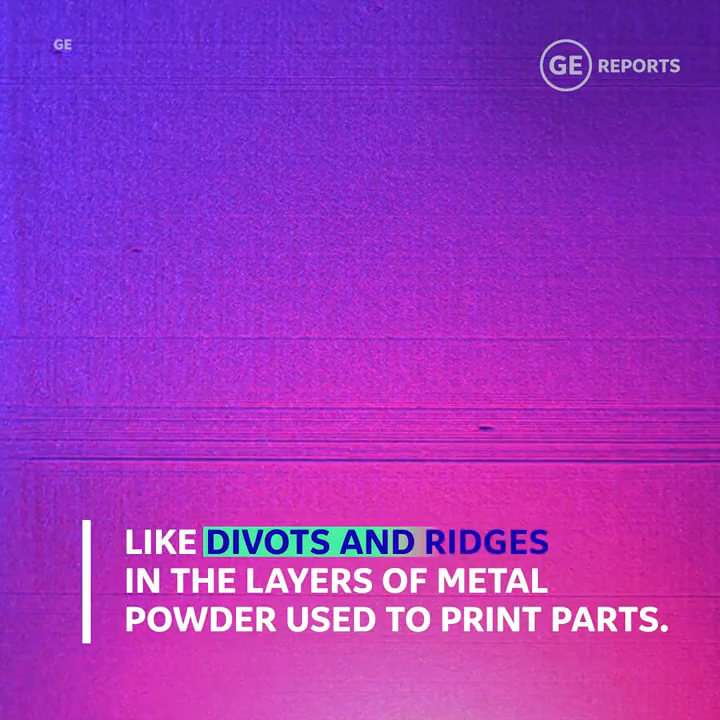 GE
GE REPORTS
LIKE DIVOTS AND RIDGES
IN THE LAYERS OF METAL
POWDER USED TO PRINT PARTS.